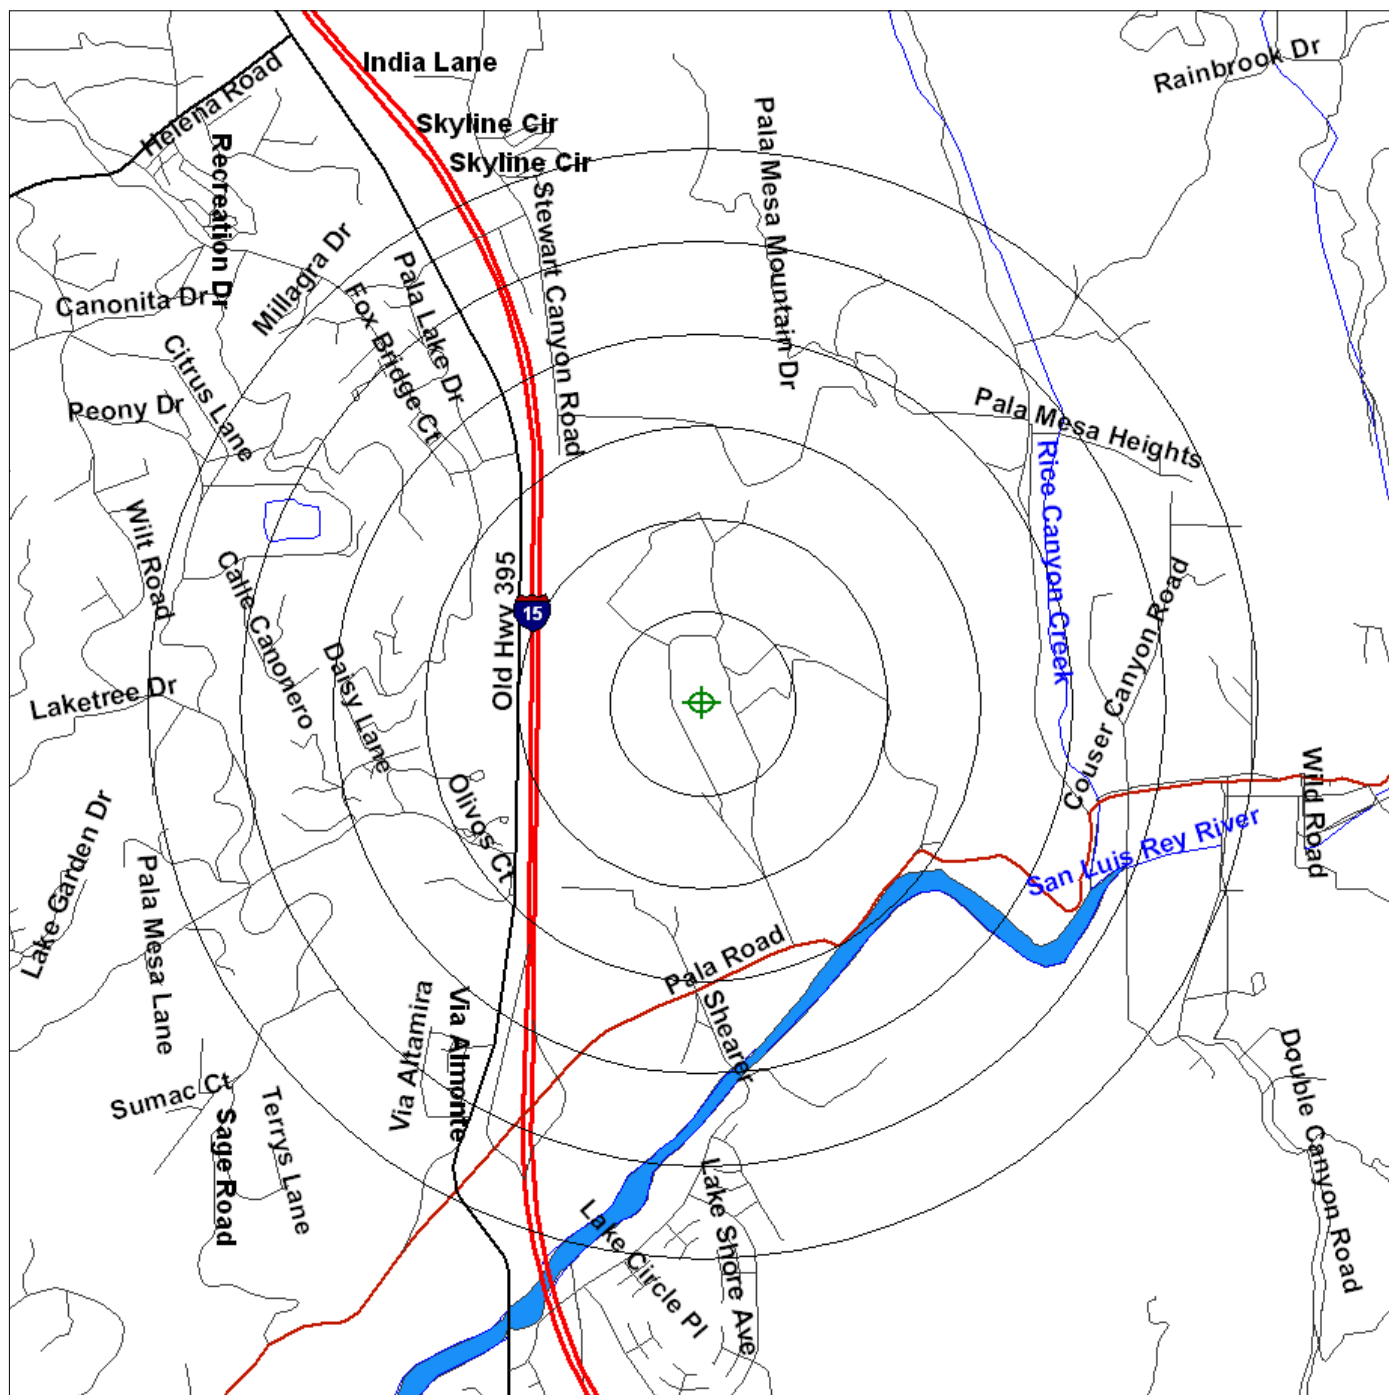 India Lane
Rainbrook Dr
Helena Road
Skyline Cir
Skyline Cir
Recreation Dr
Pala Mesa Mountain Dr
Stewart Canyon Road
Millagra Dr
Pala Lake Dr
Fox Bridge Ct
Canonita Dr
Citrus Lane
Peony Dr
Pala Mesa Heights
Rice Canyon Creek
Wilt Road
Calle Canonero
Old Hwy 395
15
Couser Canyon Road
Daisy Lane
Laketree Dr
Olivos Ct
Wild Road
San Luis Rey River
Lake Garden Dr
Pala Mesa Lane
Pala Road
Shearer
Via Altamira
Via Almonte
Double Canyon Road
Sumac Ct
Sage Road
Terrys Lane
Lake Shore Ave
Lake Circle Pl